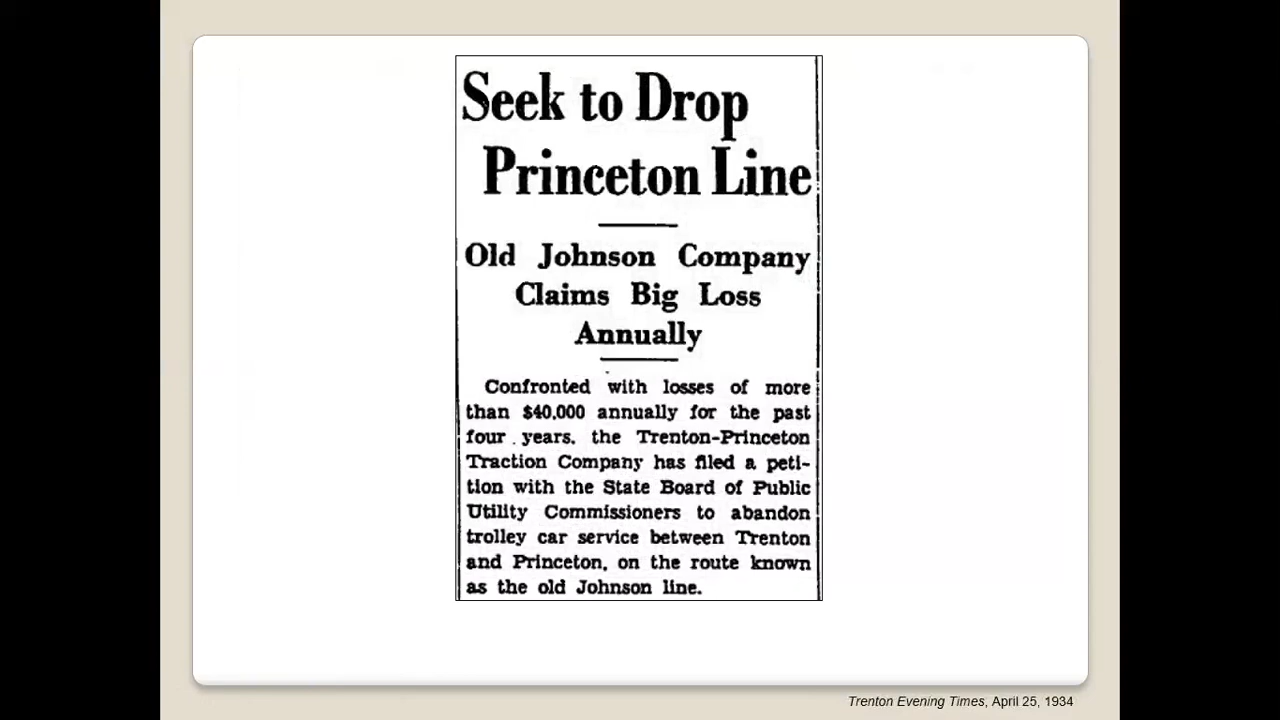 Seek to Drop
Princeton Line
Old Johnson Company
Claims Big Loss
Annually
Confronted with losses of more
than $40,000 annually for the past
four years, the Trenton-Princeton
Traction Company has filed a peti-
tion with the State Board of Public
Utility Commissioners to abandon
trolley car service between Trenton
and Princeton, on the route known
as the old Johnson line.
Trenton Evening Times, April 25, 1934